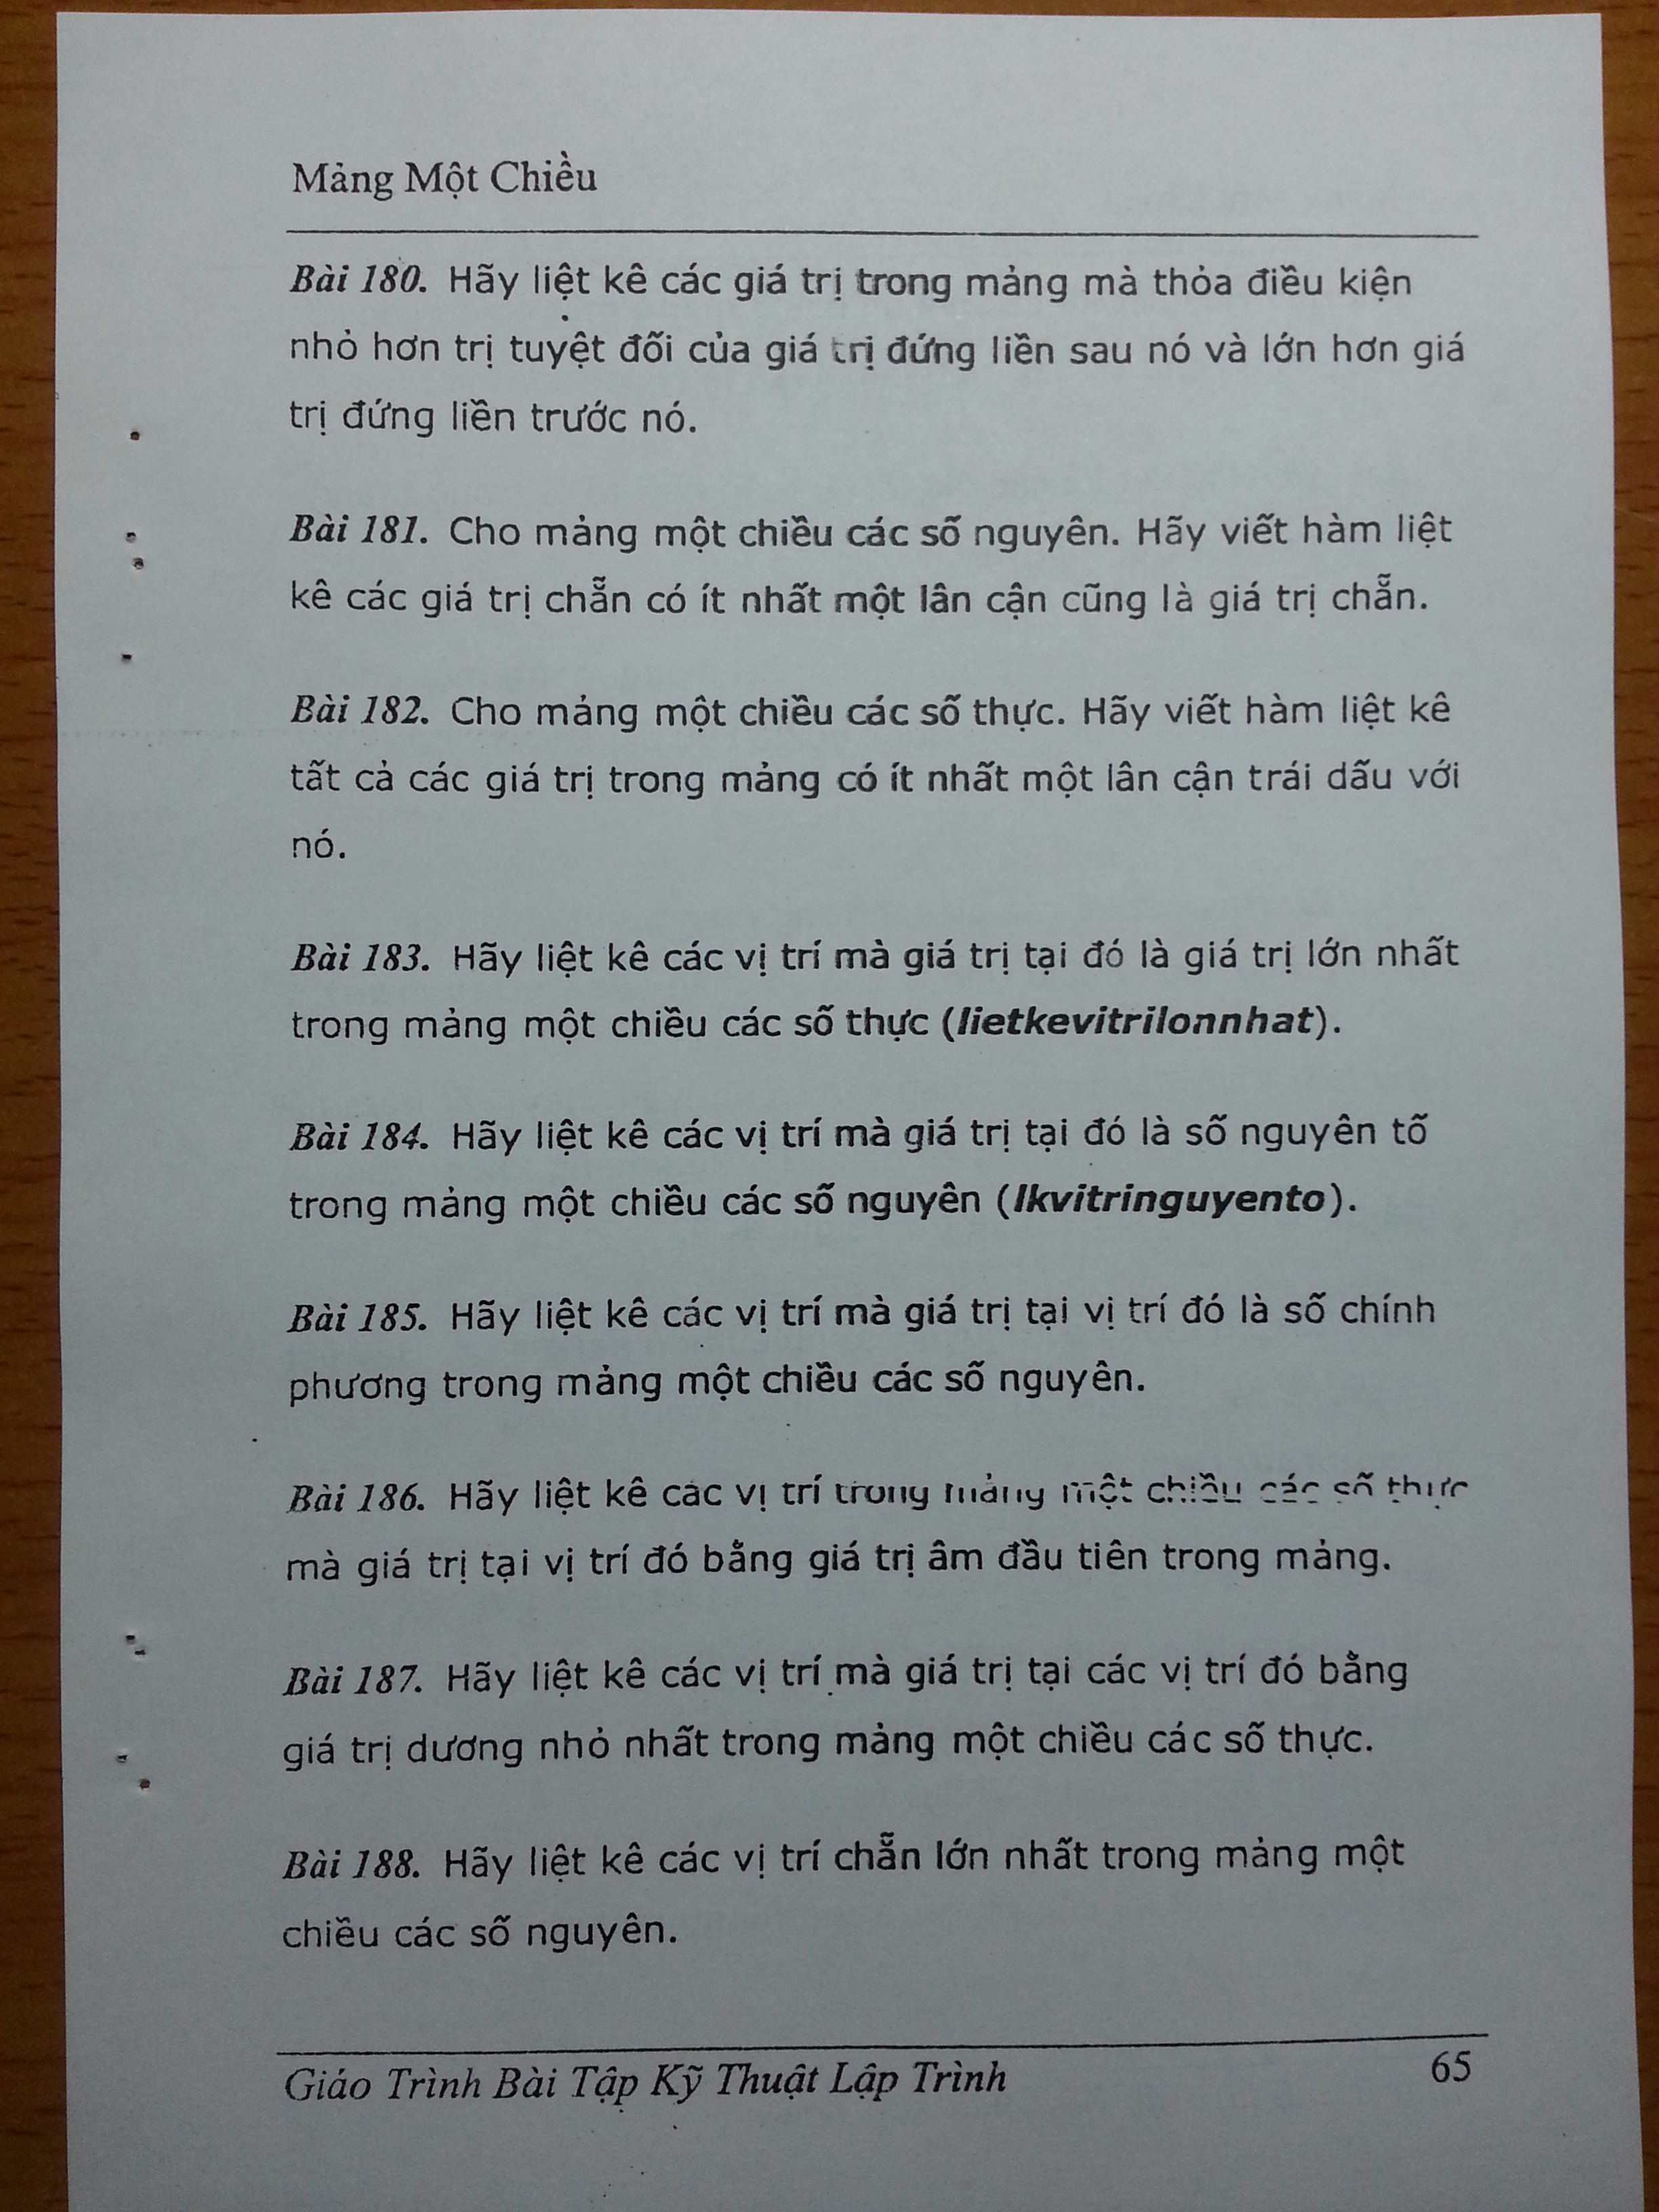 Mảng Một Chiều
Bài 180. Hãy liệt kê các giá trị trong mảng mà thỏa điều kiện
nhỏ hơn trị tuyệt đối của giá trị đứng liền sau nó và lớn hơn giá
trị đứng liền trước nó.
Bài 181. Cho mảng một chiều các số nguyên. Hãy viết hàm liệt
kê các giá trị chẵn có ít nhất một lân cận cũng là giá trị chẵn.
Bài 182. Cho mảng một chiều các số thực. Hãy viết hàm liệt kê
tất cả các giá trị trong mảng có ít nhất một lân cận trái dấu với
nó.
Bài 183. Hãy liệt kê các vị trí mà giá trị tại đó là giá trị lớn nhất
trong mảng một chiều các số thực (lietkevitrilonnhat).
Bài 184. Hãy liệt kê các vị trí mà giá trị tại đó là số nguyên tố
trong mảng một chiều các số nguyên (lkvitringuyento).
Bài 185. Hãy liệt kê các vị trí mà giá trị tại vị trí đó là số chính
phương trong mảng một chiều các số nguyên.
Bài 186. Hãy liệt kê các vị trí trong mảng một chiều các số thực
mà giá trị tại vị trí đó bằng giá trị âm đầu tiên trong mảng.
Bài 187. Hãy liệt kê các vị trí mà giá trị tại các vị trí đó bằng
giá trị dương nhỏ nhất trong mảng một chiều các số thực.
Bài 188. Hãy liệt kê các vị trí chẵn lớn nhất trong mảng một
chiều các số nguyên.
Giáo Trình Bài Tập Kỹ Thuật Lập Trình 65